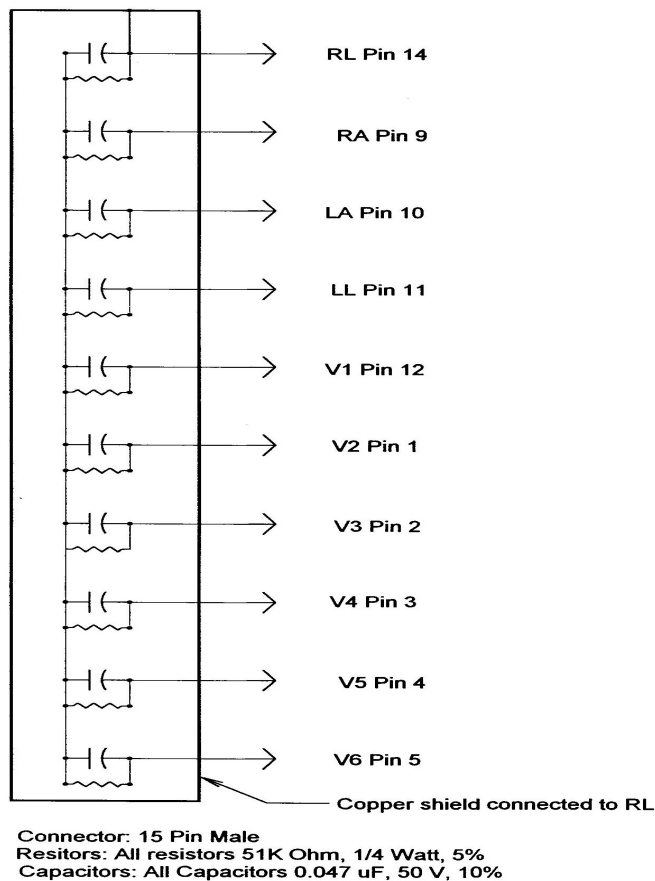 RL Pin 14
RA Pin 9
LA Pin 10
LL Pin 11
V1 Pin 12
V2 Pin 1
V3 Pin 2
V4 Pin 3
V5 Pin 4
V6 Pin 5
Copper shield connected to RL
Connector: 15 Pin Male
Resitors: All resistors 51K Ohm, 1/4 Watt, 5%
Capacitors: All Capacitors 0.047 uF, 50 V, 10%